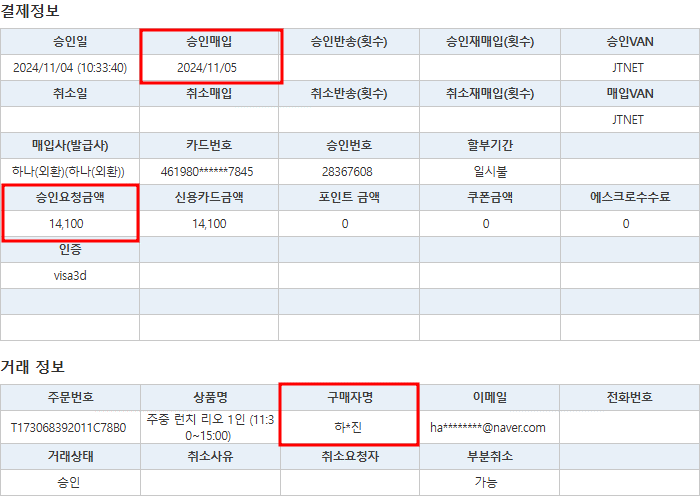 결제정보
승인일 승인매입 승인반송(횟수) 승인재매입(횟수) 승인VAN
2024/11/04 (10:33:40) 2024/11/05 JTNET
취소일 취소매입 취소반송(횟수) 취소재매입(횟수) 매입VAN
JTNET
매입사(발급사) 카드번호 승인번호 할부기간
하나(외환)(하나(외환)) 461980******7845 28367608 일시불
승인요청금액 신용카드금액 포인트 금액 쿠폰금액 에스크로수수료
14,100 14,100 0 0 0
인증
visa3d
거래 정보
주문번호 상품명 구매자명 이메일 전화번호
T173068392011C78B0 주중 런치 리오 1인 (11:3
0~15:00) 하*진 ha********@naver.com
거래상태 취소사유 취소요청자 부분취소
승인 가능